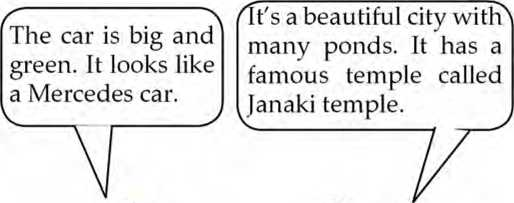 The car is big and
green. It looks like
a Mercedes car.
It's a beautiful city with
many ponds. It has a
famous temple called
Janaki temple.